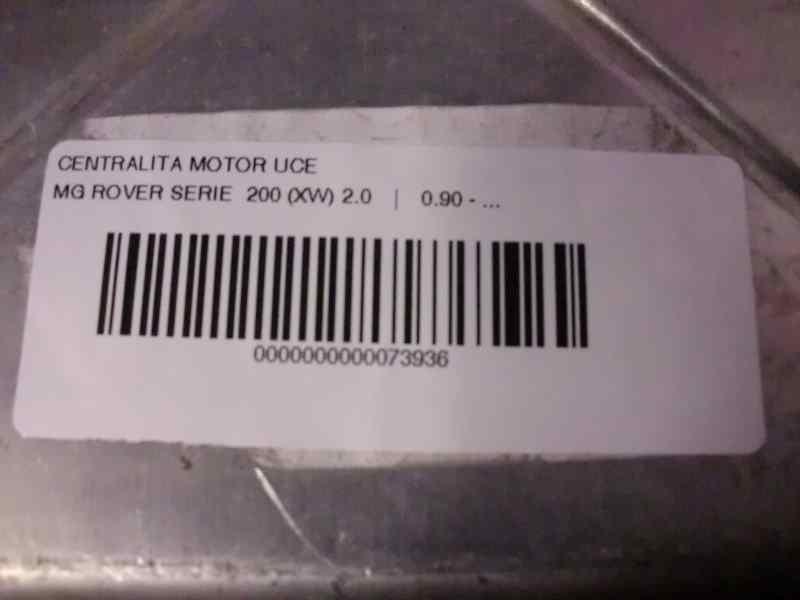 CENTRALITA MOTOR UCE
MG ROVER SERIE 200 (XW) 2.0 | 0.90 - ...
0000000000073936